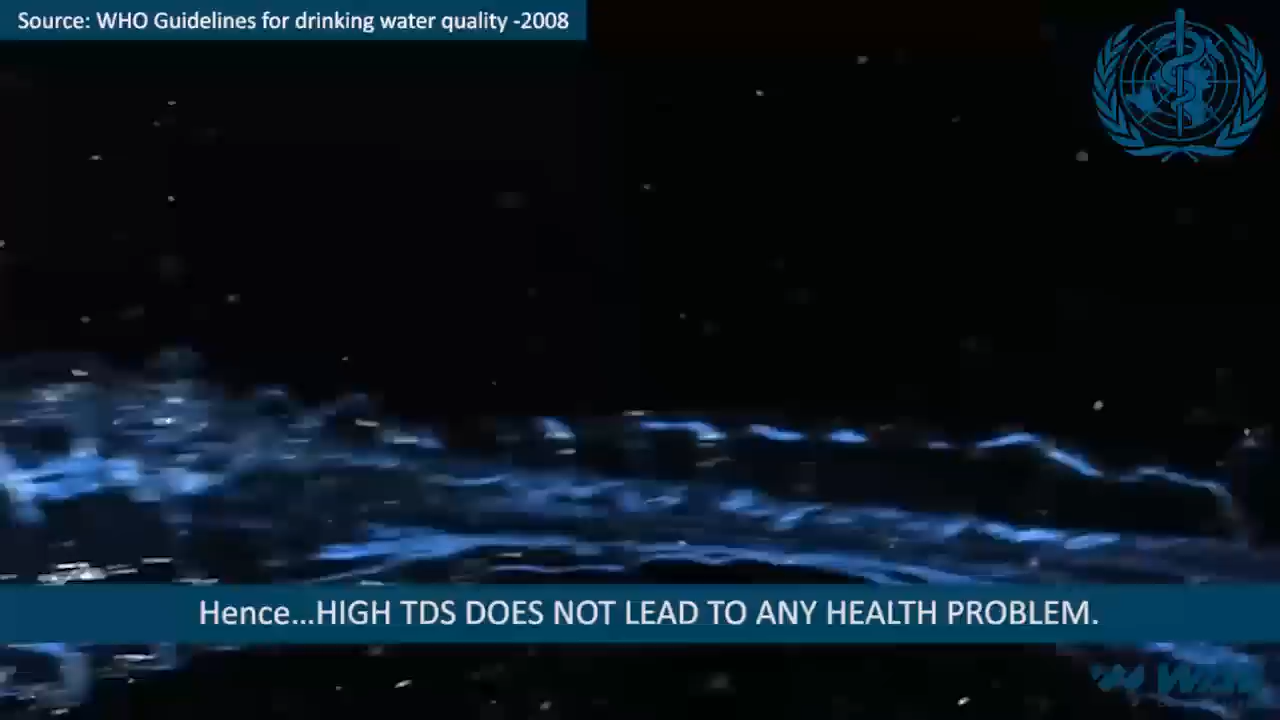 Source: WHO Guidelines for drinking water quality -2008
Hence...HIGH TDS DOES NOT LEAD TO ANY HEALTH PROBLEM.